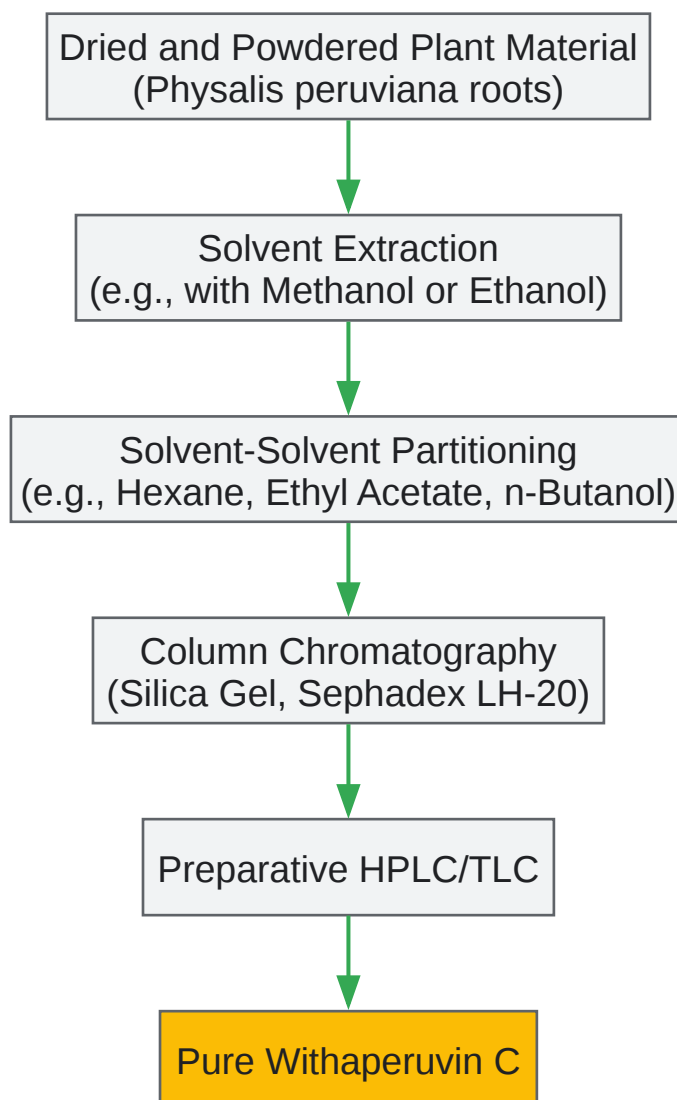 Dried and Powdered Plant Material
(Physalis peruviana roots)
Solvent Extraction
(e.g., with Methanol or Ethanol)
Solvent-Solvent Partitioning
(e.g., Hexane, Ethyl Acetate, n-Butanol)
Column Chromatography
(Silica Gel, Sephadex LH-20)
Preparative HPLC/TLC
Pure Withaperuvin C